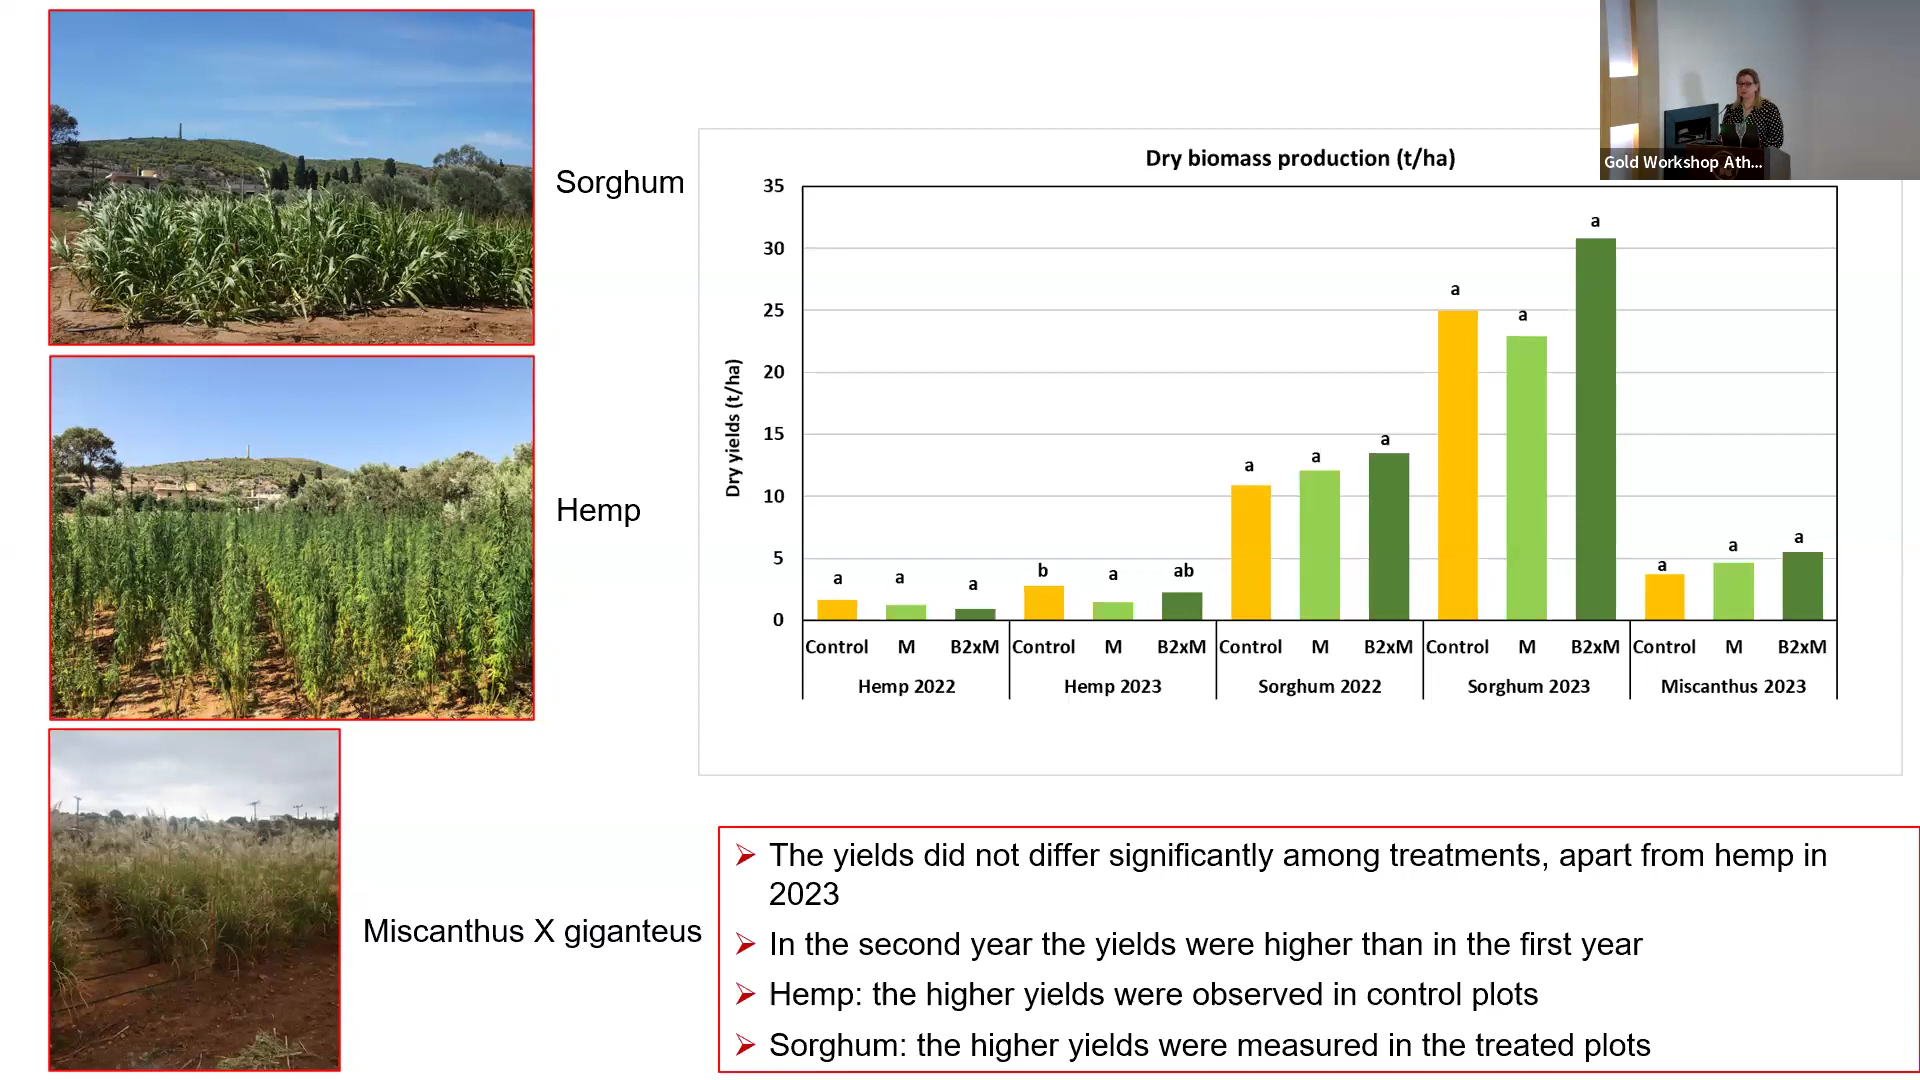 Sorghum
Hemp
Miscanthus X giganteus
Gold Workshop Ath...
Dry biomass production (t/ha)
Dry yields (t/ha)
35
30
25
20
15
10
5
0
a a a b a ab a a a a a a a a a
Control M B2xM Control M B2xM Control M B2xM Control M B2xM Control M B2xM
Hemp 2022 Hemp 2023 Sorghum 2022 Sorghum 2023 Miscanthus 2023
The yields did not differ significantly among treatments, apart from hemp in
2023
In the second year the yields were higher than in the first year
Hemp: the higher yields were observed in control plots
Sorghum: the higher yields were measured in the treated plots